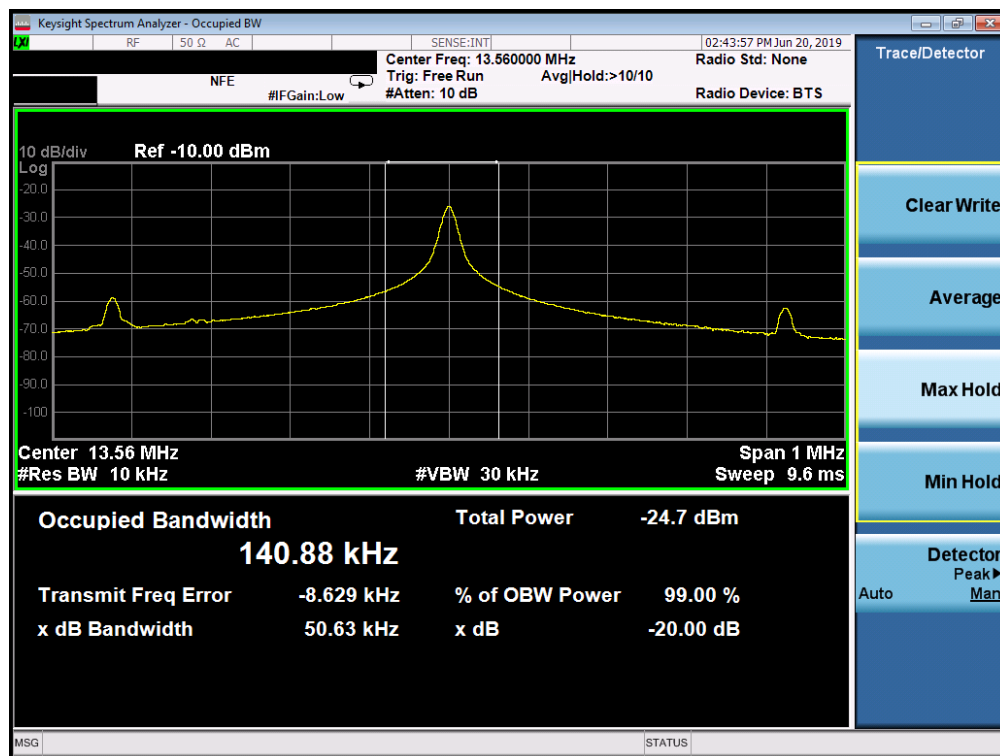 Keysight Spectrum Analyzer - Occupied BW
LXI RF 50 Ω AC SENSE:INT 02:43:57 PM Jun 20, 2019
Center Freq: 13.560000 MHz Radio Std: None
NFE Trig: Free Run Avg|Hold:>10/10
#IFGain:Low #Atten: 10 dB Radio Device: BTS
10 dB/div Ref -10.00 dBm
Log
-20.0
-30.0
-40.0
-50.0
-60.0
-70.0
-80.0
-90.0
-100
Center 13.56 MHz Span 1 MHz
#Res BW 10 kHz #VBW 30 kHz Sweep 9.6 ms
Occupied Bandwidth Total Power -24.7 dBm
140.88 kHz
Transmit Freq Error -8.629 kHz % of OBW Power 99.00 %
x dB Bandwidth 50.63 kHz x dB -20.00 dB
MSG STATUS
Trace/Detector
Clear Write
Average
Max Hold
Min Hold
Detector
Peak
Auto Man